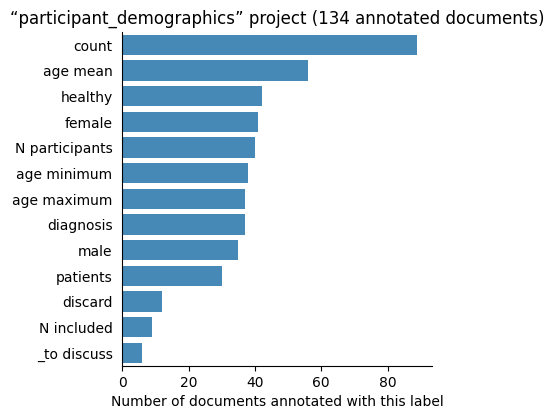 “participant_demographics” project (134 annotated documents)
count
age mean
healthy
female
N participants
age minimum
age maximum
diagnosis
male
patients
discard
N included
_to discuss
0 20 40 60 80
Number of documents annotated with this label